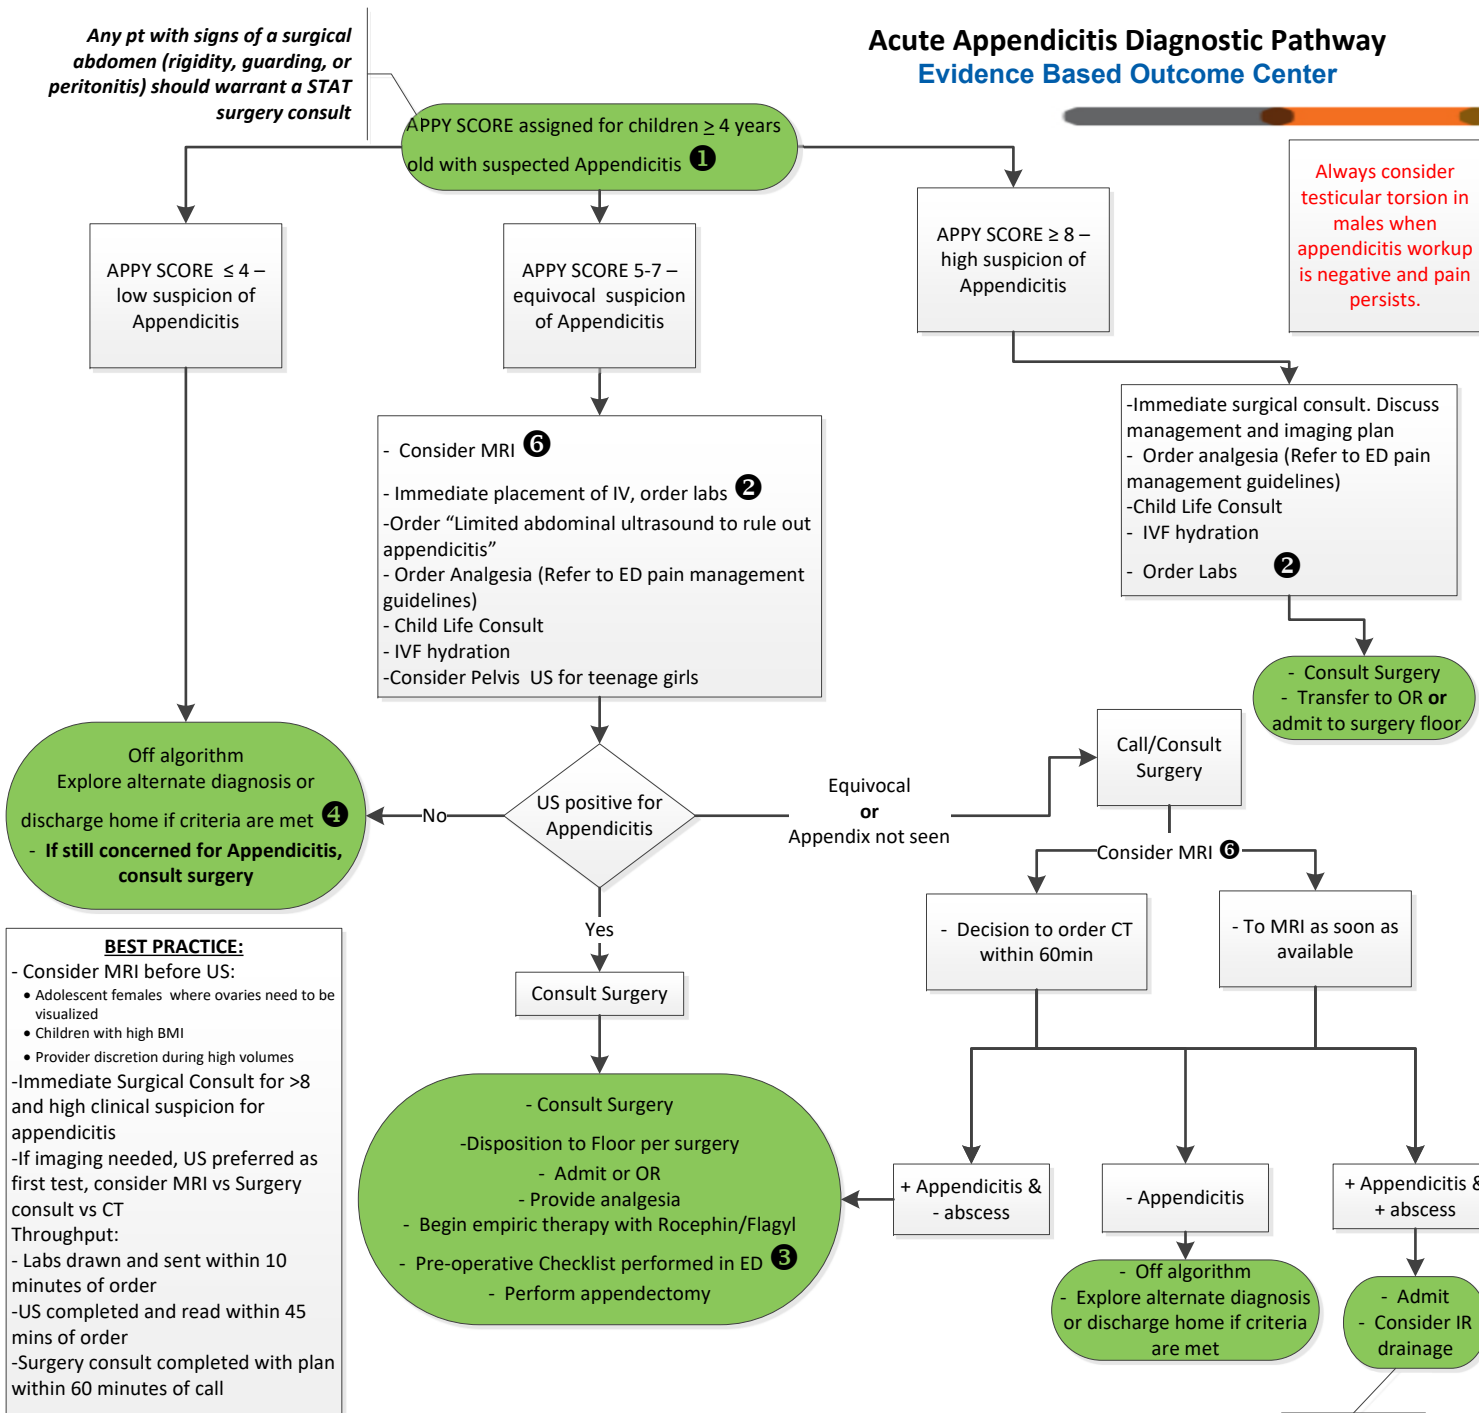 Any pt with signs of a surgical
abdomen (rigidity, guarding, or
peritonitis) should warrant a STAT
surgery consult
Acute Appendicitis Diagnostic Pathway
Evidence Based Outcome Center
APPY SCORE assigned for children ≥ 4 years
old with suspected Appendicitis ❶
Always consider
testicular torsion in
males when
appendicitis workup
is negative and pain
persists.
APPY SCORE ≤ 4 –
low suspicion of
Appendicitis
APPY SCORE 5-7 –
equivocal suspicion
of Appendicitis
APPY SCORE ≥ 8 –
high suspicion of
Appendicitis
- Consider MRI ❻
- Immediate placement of IV, order labs ❷
-Order “Limited abdominal ultrasound to rule out
appendicitis”
- Order Analgesia (Refer to ED pain management
guidelines)
- Child Life Consult
- IVF hydration
-Consider Pelvis US for teenage girls
-Immediate surgical consult. Discuss
management and imaging plan
- Order analgesia (Refer to ED pain
management guidelines)
-Child Life Consult
- IVF hydration
- Order Labs ❷
- Consult Surgery
- Transfer to OR or
admit to surgery floor
Off algorithm
Explore alternate diagnosis or
discharge home if criteria are met ❹
- If still concerned for Appendicitis,
consult surgery
No
US positive for
Appendicitis
Equivocal
or
Appendix not seen
Call/Consult
Surgery
Consider MRI ❻
- Decision to order CT
within 60min
- To MRI as soon as
available
Yes
Consult Surgery
BEST PRACTICE:
- Consider MRI before US:
• Adolescent females where ovaries need to be
visualized
• Children with high BMI
• Provider discretion during high volumes
-Immediate Surgical Consult for >8
and high clinical suspicion for
appendicitis
-If imaging needed, US preferred as
first test, consider MRI vs Surgery
consult vs CT
Throughput:
- Labs drawn and sent within 10
minutes of order
-US completed and read within 45
mins of order
-Surgery consult completed with plan
within 60 minutes of call
- Consult Surgery
-Disposition to Floor per surgery
- Admit or OR
- Provide analgesia
- Begin empiric therapy with Rocephin/Flagyl
- Pre-operative Checklist performed in ED ❸
- Perform appendectomy
+ Appendicitis &
- abscess
- Appendicitis
+ Appendicitis &
+ abscess
- Off algorithm
- Explore alternate diagnosis
or discharge home if criteria
are met
- Admit
- Consider IR
drainage